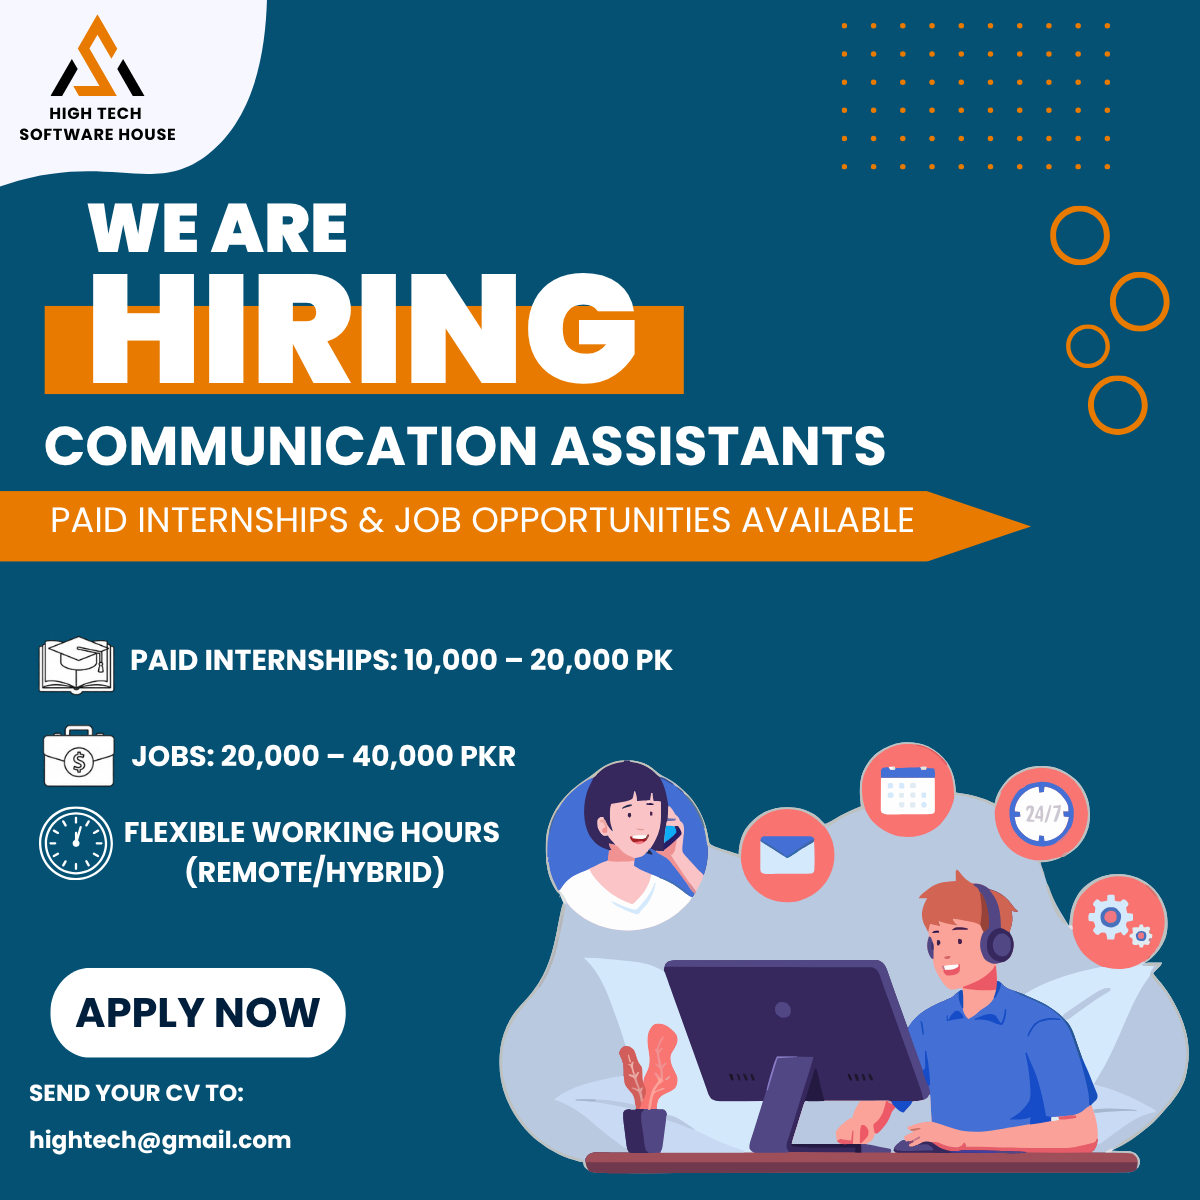 HIGH TECH
SOFTWARE HOUSE
WE ARE
HIRING
COMMUNICATION ASSISTANTS
PAID INTERNSHIPS & JOB OPPORTUNITIES AVAILABLE
PAID INTERNSHIPS: 10,000 – 20,000 PK
JOBS: 20,000 – 40,000 PKR
$
FLEXIBLE WORKING HOURS
(REMOTE/HYBRID)
24/7
APPLY NOW
SEND YOUR CV TO:
hightech@gmail.com